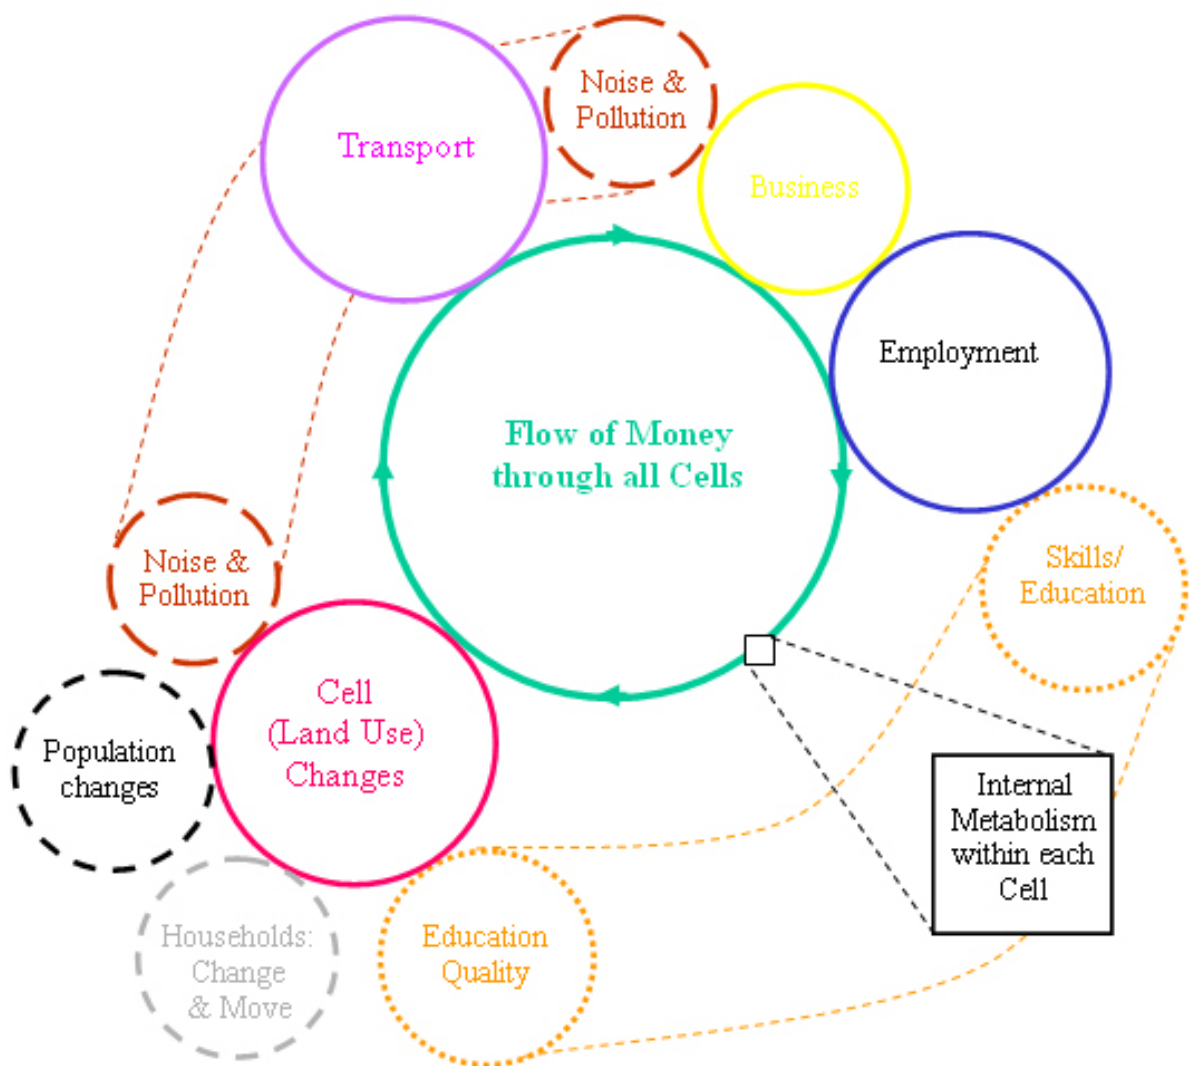 Noise &
Pollution
Transport
Business
Employment
Flow of Money
through all Cells
Noise &
Pollution
Skills/
Education
Cell
(Land Use)
Changes
Population
changes
Internal
Metabolism
within each
Cell
Households:
Change
& Move
Education
Quality